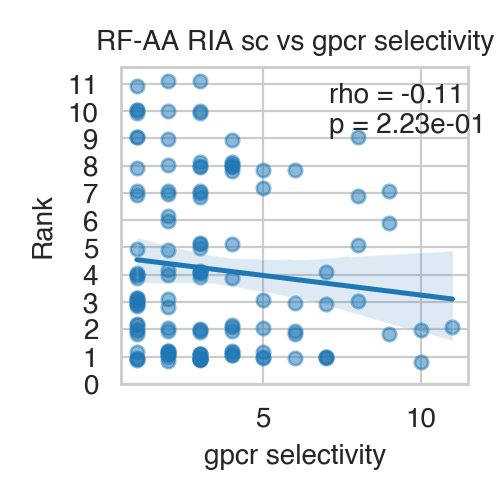 RF-AA RIA sc vs gpcr selectivity
rho = -0.11
p = 2.23e-01
11
10
9
8
7
6
5
4
3
2
1
0
Rank
5 10
gpcr selectivity